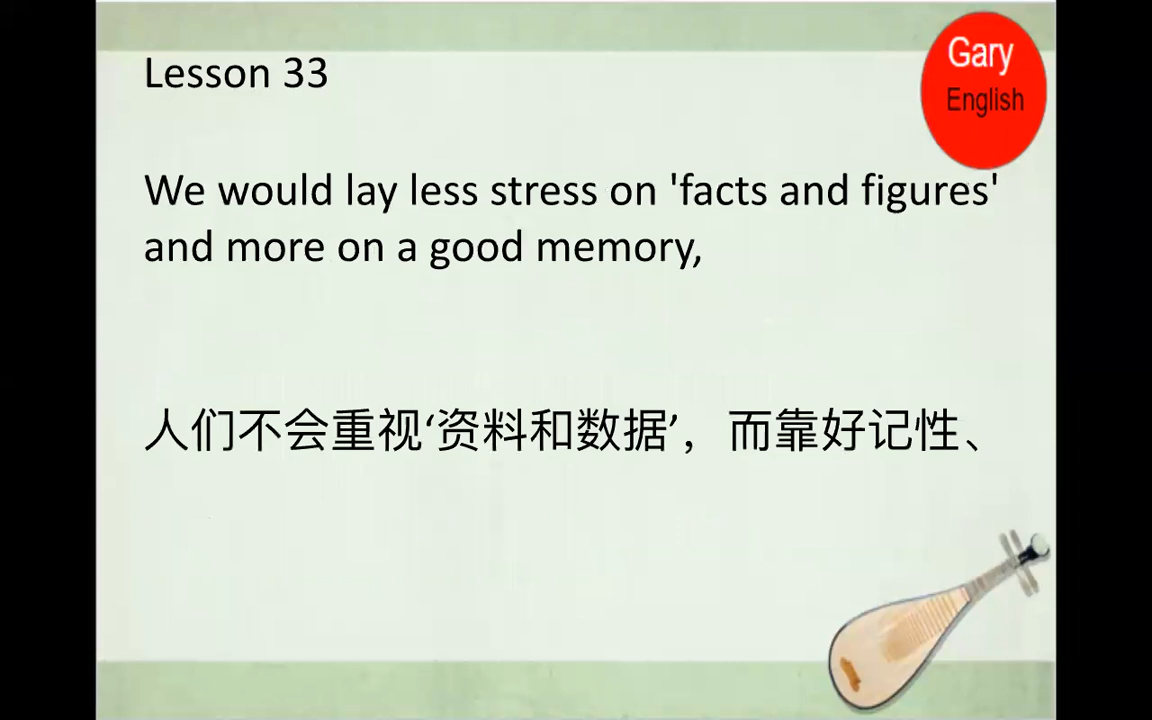 Lesson 33
Gary
English
We would lay less stress on 'facts and figures'
and more on a good memory,
人们不会重视‘资料和数据’，而靠好记性、